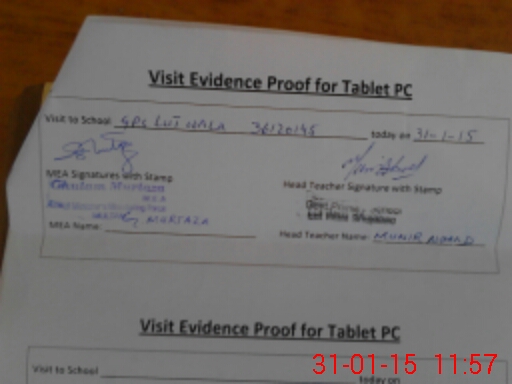 Visit Evidence Proof for Tablet PC
Visit to School GPS LUT WALA 36120145 today on 31-1-15
MEA Signatures with Stamp
Head Teacher Signature with Stamp
Ghulam Murtaza
M.E.A
MURTAZA
MEA Name:
Head Teacher Name: MUNIR AHMAD
Visit Evidence Proof for Tablet PC
Visit to School
today on
31-01-15 11:57